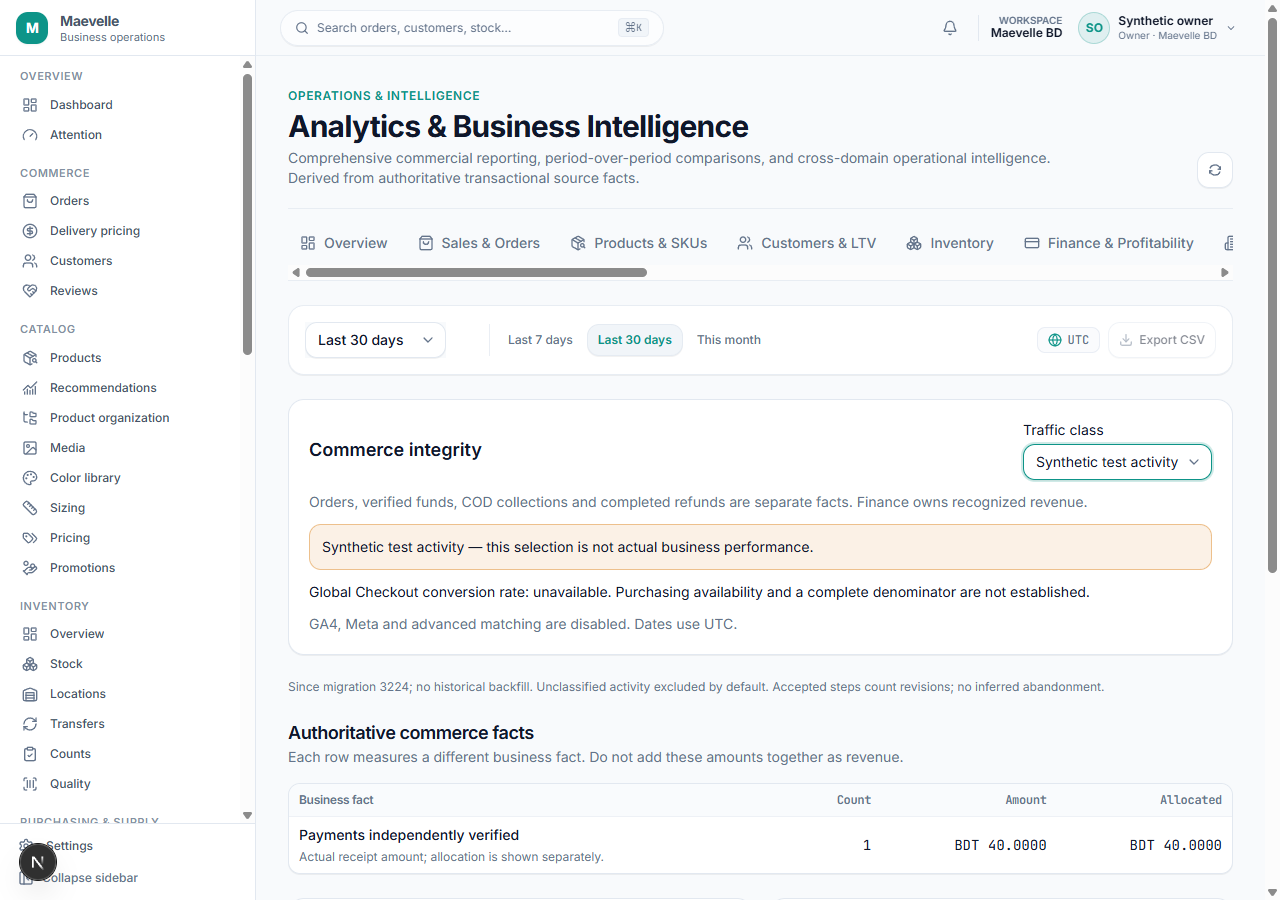 M
Maevelle
Business operations
Search orders, customers, stock...
⌘K
WORKSPACE
Maevelle BD
SO
Synthetic owner
Owner · Maevelle BD
OVERVIEW
Dashboard
Attention
COMMERCE
Orders
Delivery pricing
Customers
Reviews
CATALOG
Products
Recommendations
Product organization
Media
Color library
Sizing
Pricing
Promotions
INVENTORY
Overview
Stock
Locations
Transfers
Counts
Quality
PURCHASING & SUPPLY
Settings
N
Collapse sidebar
OPERATIONS & INTELLIGENCE
Analytics & Business Intelligence
Comprehensive commercial reporting, period-over-period comparisons, and cross-domain operational intelligence.
Derived from authoritative transactional source facts.
Overview Sales & Orders Products & SKUs Customers & LTV Inventory Finance & Profitability
Last 30 days Last 7 days Last 30 days This month UTC Export CSV
Traffic class
Commerce integrity
Synthetic test activity
Orders, verified funds, COD collections and completed refunds are separate facts. Finance owns recognized revenue.
Synthetic test activity — this selection is not actual business performance.
Global Checkout conversion rate: unavailable. Purchasing availability and a complete denominator are not established.
GA4, Meta and advanced matching are disabled. Dates use UTC.
Since migration 3224; no historical backfill. Unclassified activity excluded by default. Accepted steps count revisions; no inferred abandonment.
Authoritative commerce facts
Each row measures a different business fact. Do not add these amounts together as revenue.
Business fact Count Amount Allocated
Payments independently verified 1 BDT 40.0000 BDT 40.0000
Actual receipt amount; allocation is shown separately.